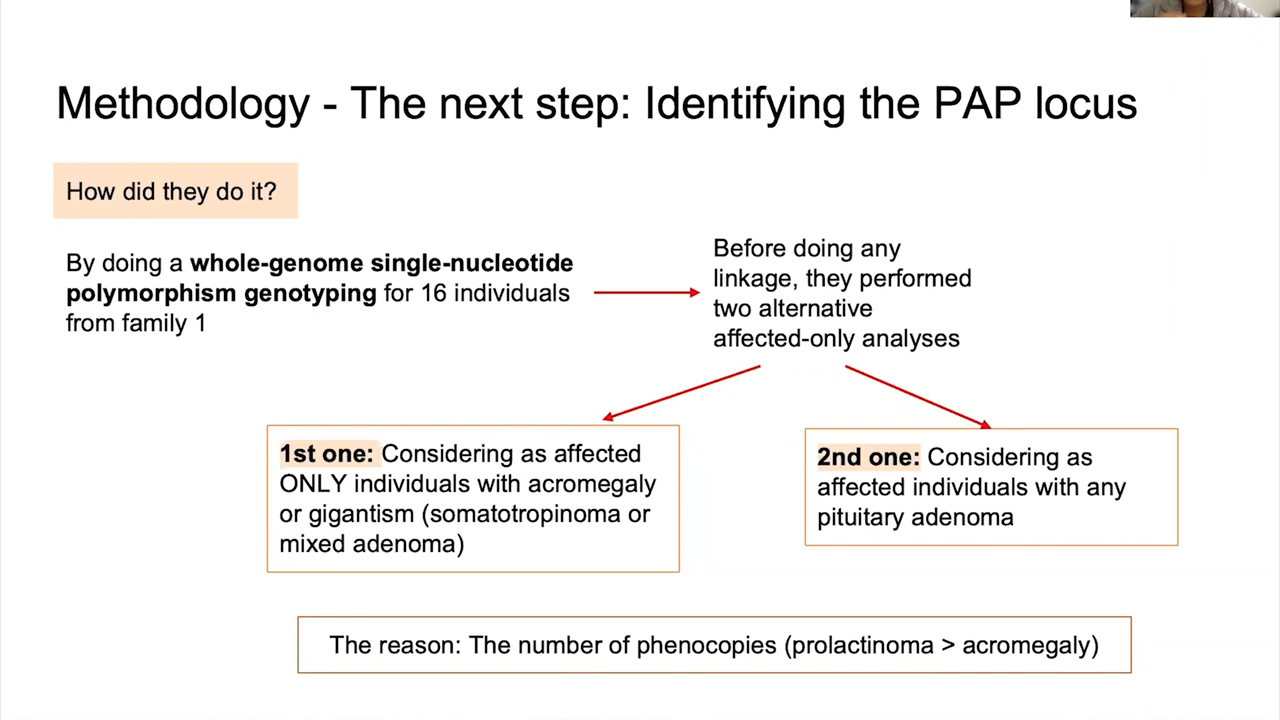 Methodology - The next step: Identifying the PAP locus
How did they do it?
By doing a whole-genome single-nucleotide
polymorphism genotyping for 16 individuals
from family 1
Before doing any
linkage, they performed
two alternative
affected-only analyses
1st one: Considering as affected
ONLY individuals with acromegaly
or gigantism (somatotropinoma or
mixed adenoma)
2nd one: Considering as
affected individuals with any
pituitary adenoma
The reason: The number of phenocopies (prolactinoma > acromegaly)